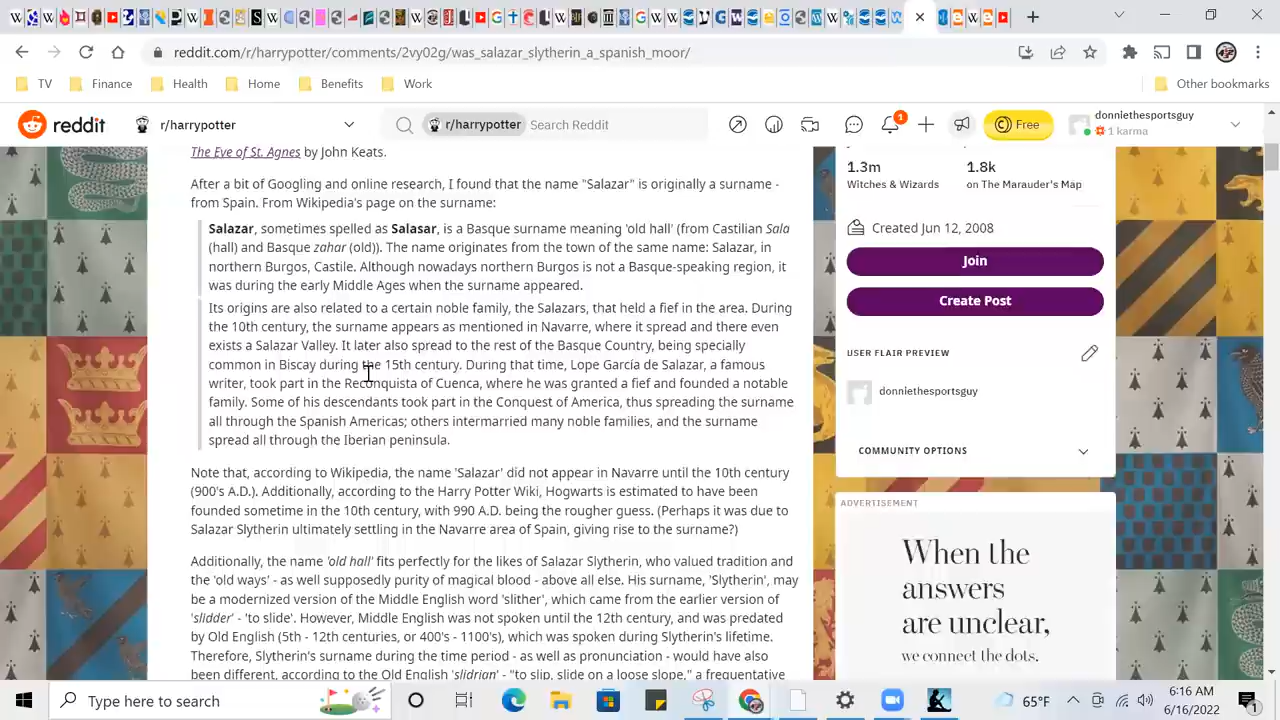 reddit.com/r/harrypotter/comments/2vy02g/was_salazar_slytherin_a_spanish_moor/
TV
Finance
Health
Home
Benefits
Work
Other bookmarks
reddit
r/harrypotter
r/harrypotter
Search Reddit
1
Free
donniethesportsguy
1 karma
The Eve of St. Agnes by John Keats.
After a bit of Googling and online research, I found that the name "Salazar" is originally a surname -
from Spain. From Wikipedia's page on the surname:
Salazar, sometimes spelled as Salasar, is a Basque surname meaning 'old hall' (from Castilian Sala
(hall) and Basque zahar (old)). The name originates from the town of the same name: Salazar, in
northern Burgos, Castile. Although nowadays northern Burgos is not a Basque-speaking region, it
was during the early Middle Ages when the surname appeared.
Its origins are also related to a certain noble family, the Salazars, that held a fief in the area. During
the 10th century, the surname appears as mentioned in Navarre, where it spread and there even
exists a Salazar Valley. It later also spread to the rest of the Basque Country, being specially
common in Biscay during the 15th century. During that time, Lope García de Salazar, a famous
writer, took part in the Reconquista of Cuenca, where he was granted a fief and founded a notable
family. Some of his descendants took part in the Conquest of America, thus spreading the surname
all through the Spanish Americas; others intermarried many noble families, and the surname
spread all through the Iberian peninsula.
Note that, according to Wikipedia, the name 'Salazar' did not appear in Navarre until the 10th century
(900's A.D.). Additionally, according to the Harry Potter Wiki, Hogwarts is estimated to have been
founded sometime in the 10th century, with 990 A.D. being the rougher guess. (Perhaps it was due to
Salazar Slytherin ultimately settling in the Navarre area of Spain, giving rise to the surname?)
Additionally, the name 'old hall' fits perfectly for the likes of Salazar Slytherin, who valued tradition and
the 'old ways' - as well supposedly purity of magical blood - above all else. His surname, 'Slytherin', may
be a modernized version of the Middle English word 'slither', which came from the earlier version of
'slidder' - 'to slide'. However, Middle English was not spoken until the 12th century, and was predated
by Old English (5th - 12th centuries, or 400's - 1100's), which was spoken during Slytherin's lifetime.
Therefore, Slytherin's surname during the time period - as well as pronunciation - would have also
been different, according to the Old English 'slidrian' - "to slip, slide on a loose slope," a frequentative
1.3m
1.8k
Witches & Wizards
on The Marauder's Map
Created Jun 12, 2008
Join
Create Post
USER FLAIR PREVIEW
donniethesportsguy
COMMUNITY OPTIONS
ADVERTISEMENT
When the
answers
are unclear,
we connect the dots.
Type here to search
65°F
6:16 AM
6/16/2022
1